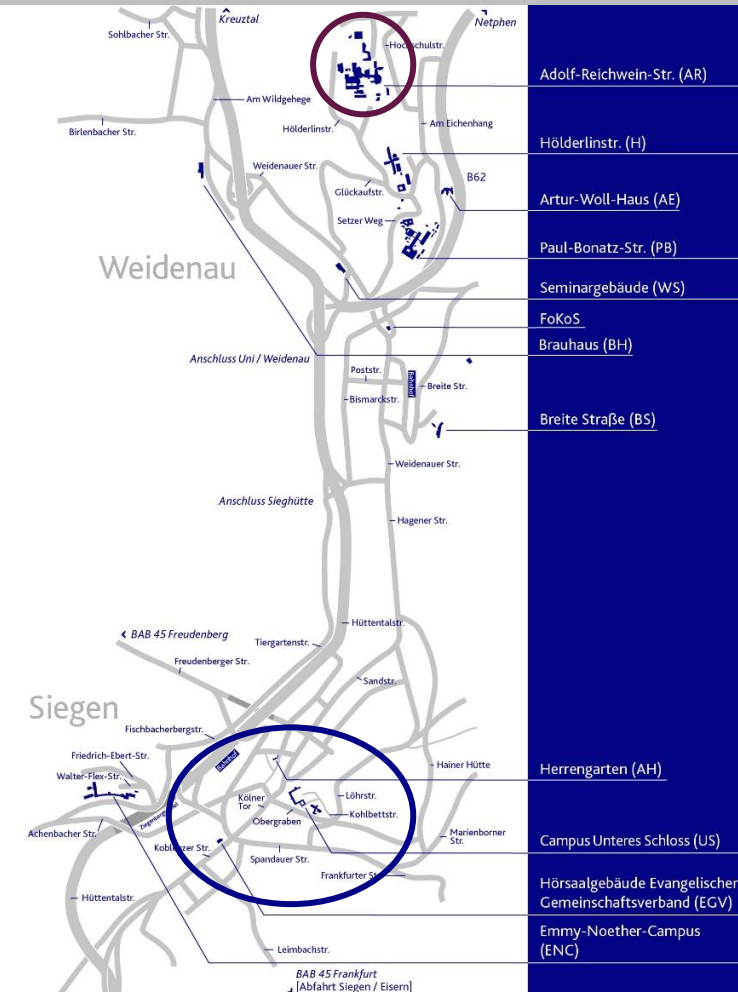 Kreuztal
Netphen
Sohlbacher Str.
Hochschulstr.
Adolf-Reichwein-Str. (AR)
Am Wildgehege
Birlenbacher Str.
Hölderlinstr.
Am Eichenhang
Hölderlinstr. (H)
Weidenauer Str.
B62
Glückaufstr.
Artur-Woll-Haus (AE)
Setzer Weg
Paul-Bonatz-Str. (PB)
Weidenau
Seminargebäude (WS)
FoKoS
Brauhaus (BH)
Anschluss Uni / Weidenau
Poststr.
Bahnhof
Breite Str.
Bismarckstr.
Breite Straße (BS)
Weidenauer Str.
Anschluss Sieghütte
Hagener Str.
Hüttentalstr.
BAB 45 Freudenberg
Tiergartenstr.
Freudenberger Str.
Sandstr.
Siegen
Fischbacherbergstr.
Friedrich-Ebert-Str.
Bahnhof
Hainer Hütte
Herrengarten (AH)
Walter-Flex-Str.
Kölner
Tor
Löhrstr.
Kohlbettstr.
Obergraben
Achenbacher Str.
Marienborner
Str.
Campus Unteres Schloss (US)
Koblenzer Str.
Spandauer Str.
Frankfurter St
Hörsaalgebäude Evangelischer
Gemeinschaftsverband (EGV)
Hüttentalstr.
Emmy-Noether-Campus
(ENC)
Leimbachstr.
BAB 45 Frankfurt
[Abfahrt Siegen / Eisern]